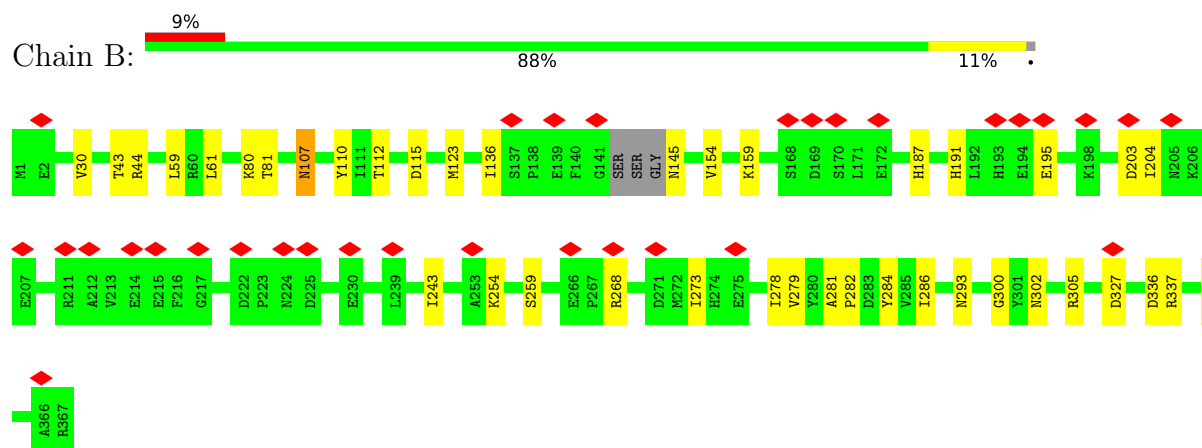 9%
Chain B:
88% 11% •
M1 E2 V30 T43 R44 L59 R60 L61 K80 T81 N107 Y110 I111 T112 D115 M123 I136 S137 P138 E139 F140 G141 SER SER GLY N145 V154 K159 S168 D169 S170 L171 E172 H187 H191 L192 H193 E194 E195 K198 D203 I204 N205 K206
E207 R211 A212 V213 E214 E215 F216 G217 D222 P223 N224 D225 E230 L239 I243 A253 K254 S259 E266 P267 R268 D271 M272 I273 H274 E275 I278 V279 Y280 A281 P282 D283 Y284 V285 I286 N293 G300 Y301 N302 R305 D327 D336 R337
A366 R367